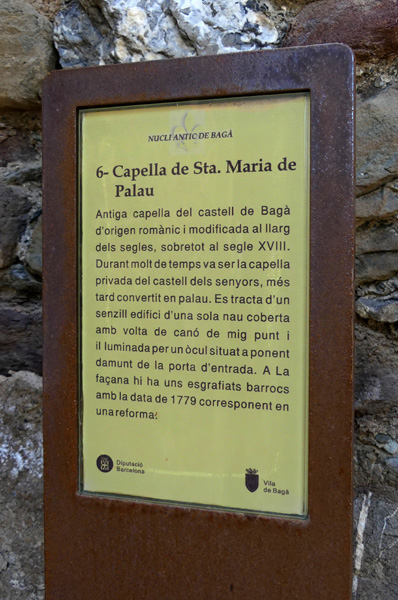 NUCLI ANTIC DE BAGÀ
6- Capella de Sta. Maria de
Palau
Antiga capella del castell de Bagà
d'origen romànic i modificada al llarg
dels segles, sobretot al segle XVIII.
Durant molt de temps va ser la capella
privada del castell dels senyors, més
tard convertit en palau. Es tracta d'un
senzill edifici d'una sola nau coberta
amb volta de canó de mig punt i
il luminada per un òcul situat a ponent
damunt de la porta d'entrada. A La
façana hi ha uns esgrafiats barrocs
amb la data de 1779 corresponent en
una reforma.
Diputació
Barcelona
Vila
de Bagà